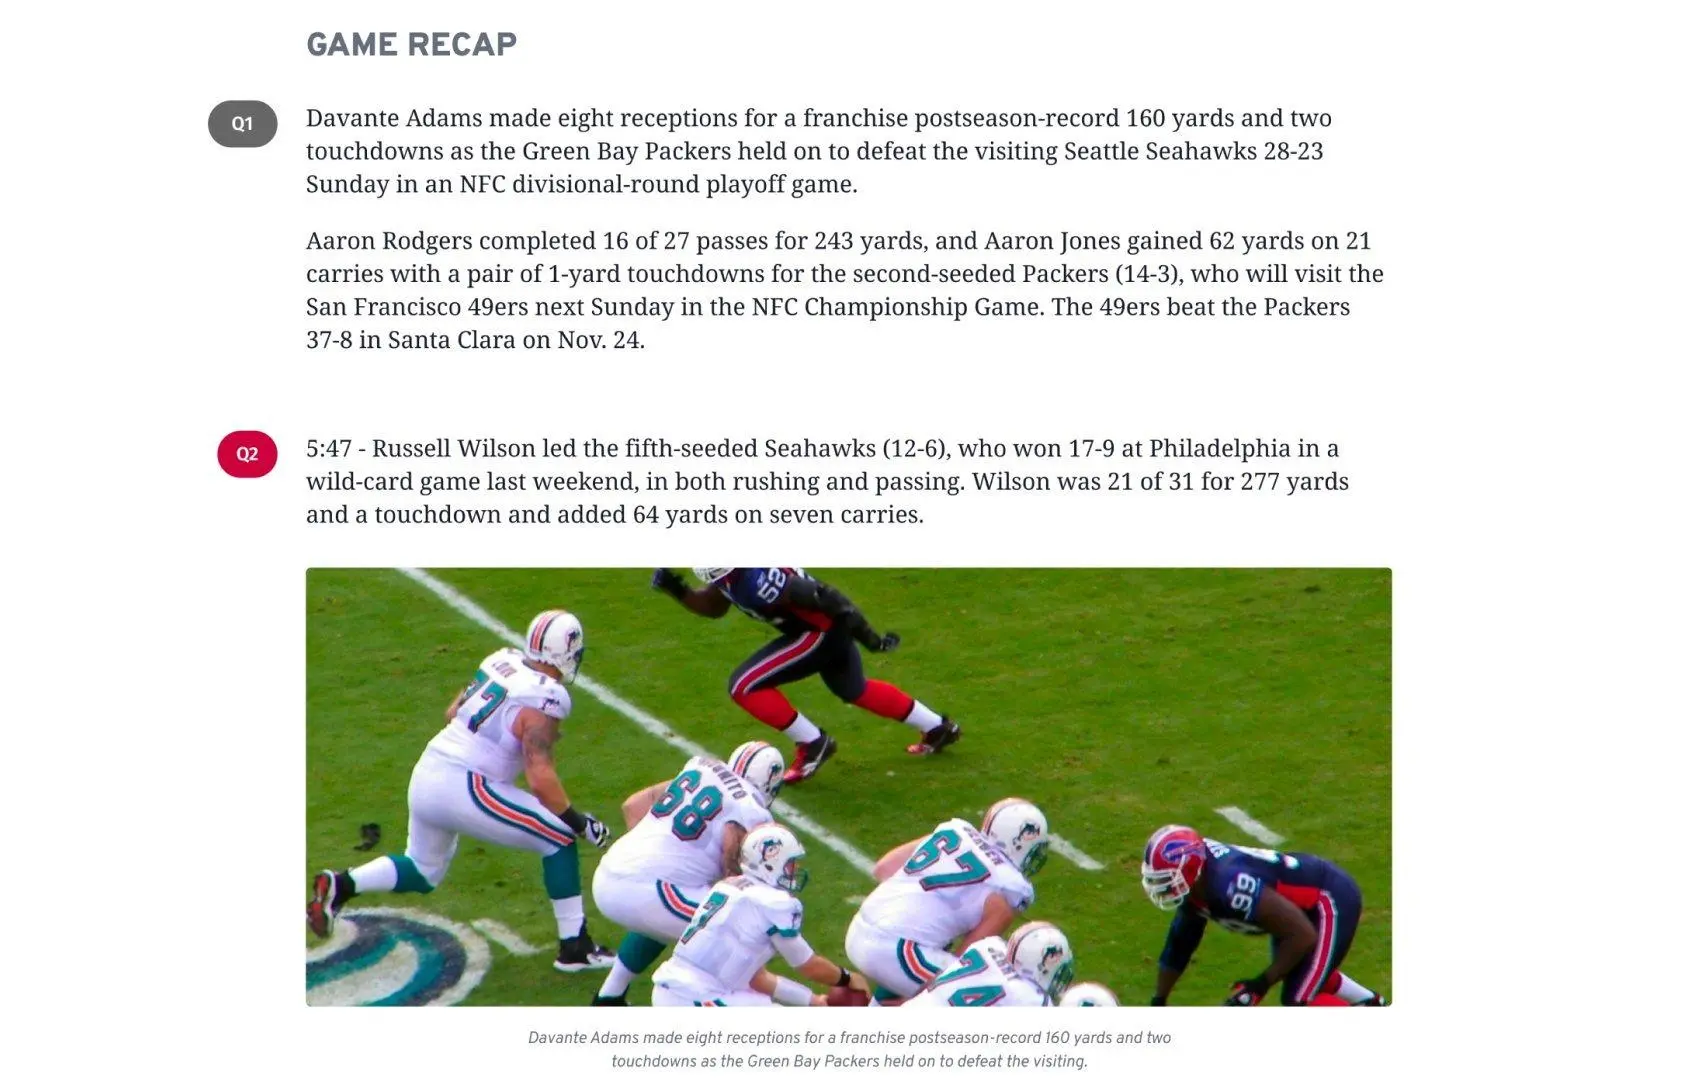 GAME RECAP
Q1
Davante Adams made eight receptions for a franchise postseason-record 160 yards and two
touchdowns as the Green Bay Packers held on to defeat the visiting Seattle Seahawks 28-23
Sunday in an NFC divisional-round playoff game.
Aaron Rodgers completed 16 of 27 passes for 243 yards, and Aaron Jones gained 62 yards on 21
carries with a pair of 1-yard touchdowns for the second-seeded Packers (14-3), who will visit the
San Francisco 49ers next Sunday in the NFC Championship Game. The 49ers beat the Packers
37-8 in Santa Clara on Nov. 24.
Q2
5:47 - Russell Wilson led the fifth-seeded Seahawks (12-6), who won 17-9 at Philadelphia in a
wild-card game last weekend, in both rushing and passing. Wilson was 21 of 31 for 277 yards
and a touchdown and added 64 yards on seven carries.
52
77
68
67
7
99
74
Davante Adams made eight receptions for a franchise postseason-record 160 yards and two
touchdowns as the Green Bay Packers held on to defeat the visiting.